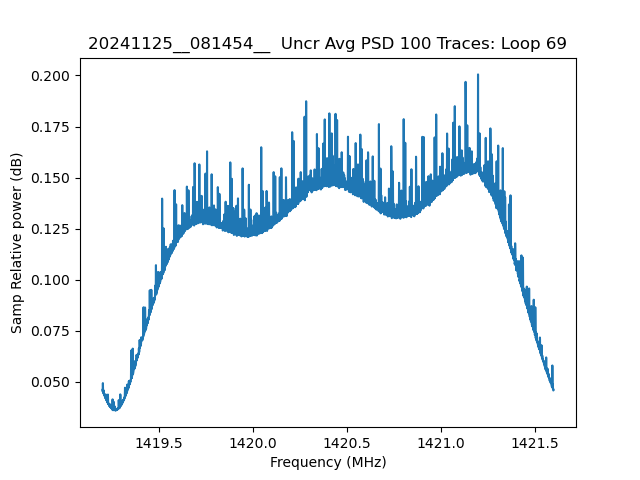 20241125__081454__  Uncr Avg PSD 100 Traces: Loop 69
0.200
0.175
0.150
0.125
0.100
0.075
0.050
Samp Relative power (dB)
1419.5 1420.0 1420.5 1421.0 1421.5
Frequency (MHz)